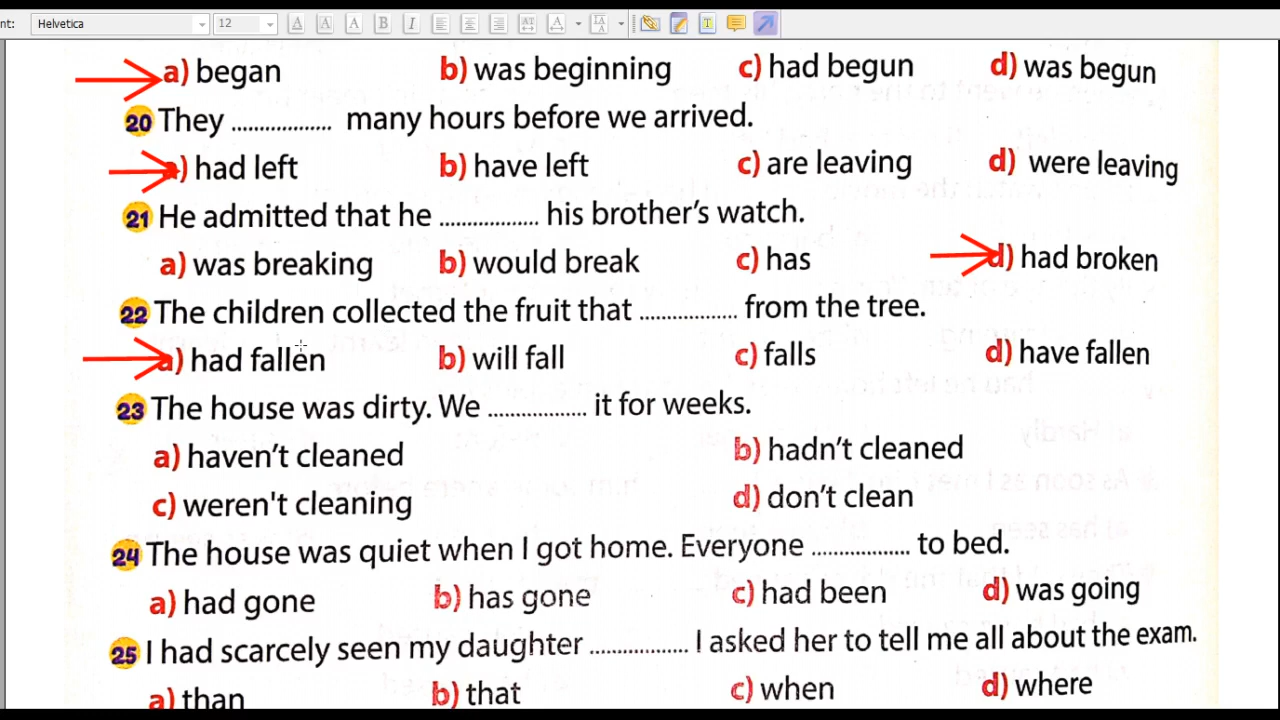 nt: Helvetica 12
a) began b) was beginning c) had begun d) was begun
20 They .................. many hours before we arrived.
a) had left b) have left c) are leaving d) were leaving
21 He admitted that he .................. his brother's watch.
a) was breaking b) would break c) has d) had broken
22 The children collected the fruit that .................. from the tree.
a) had fallen b) will fall c) falls d) have fallen
23 The house was dirty. We .................. it for weeks.
a) haven't cleaned b) hadn't cleaned
c) weren't cleaning d) don't clean
24 The house was quiet when I got home. Everyone .................. to bed.
a) had gone b) has gone c) had been d) was going
25 I had scarcely seen my daughter .................. I asked her to tell me all about the exam.
a) than b) that c) when d) where